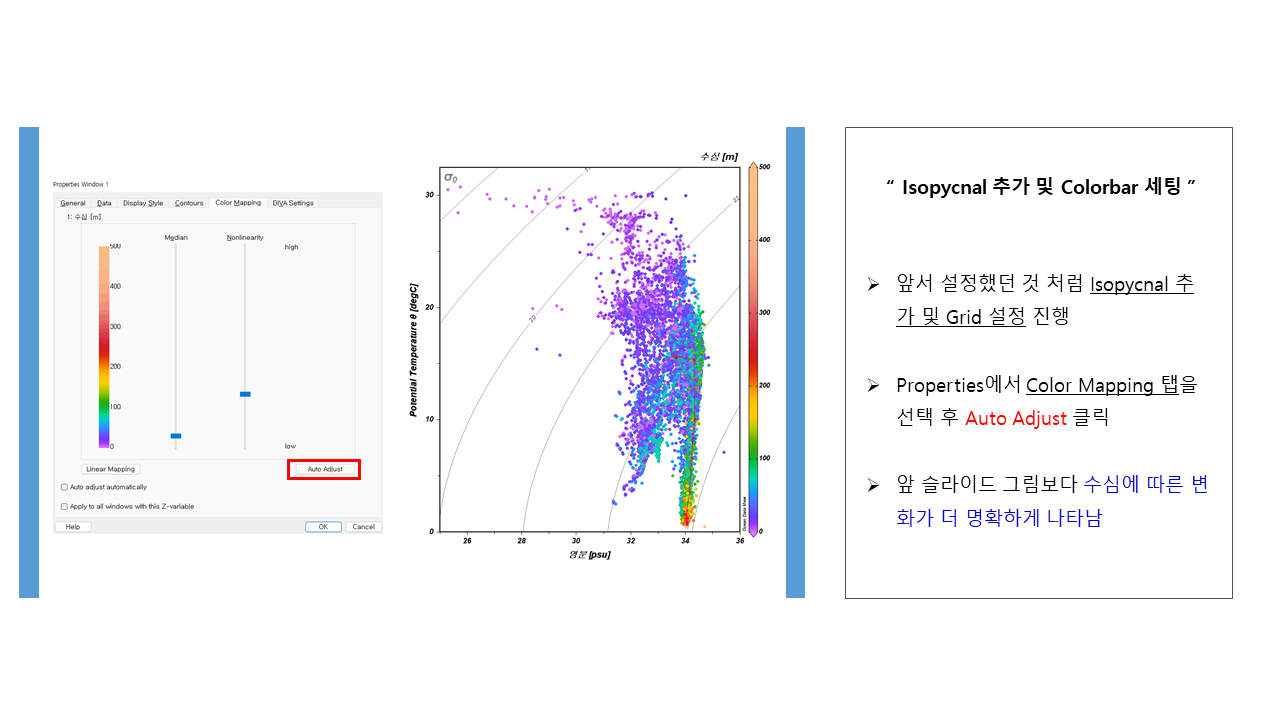 Properties Window 1
General Data Display Style Contours Color Mapping DIVA Settings
1: 수심 [m]
Median Nonlinearity
high
500
400
300
200
100
0
low
Linear Mapping Auto Adjust
Auto adjust automatically
Apply to all windows with this Z-variable
Help OK Cancel
수심 [m]
σ0
Potential Temperature θ [degC]
30
20
10
0
20
26 28 30 32 34 36
염분 [psu]
500
400
300
200
100
0
Ocean Data View
“ Isopycnal 추가 및 Colorbar 세팅 ”
➢ 앞서 설정했던 것 처럼 Isopycnal 추
가 및 Grid 설정 진행
➢ Properties에서 Color Mapping 탭을
선택 후 Auto Adjust 클릭
➢ 앞 슬라이드 그림보다 수심에 따른 변
화가 더 명확하게 나타남